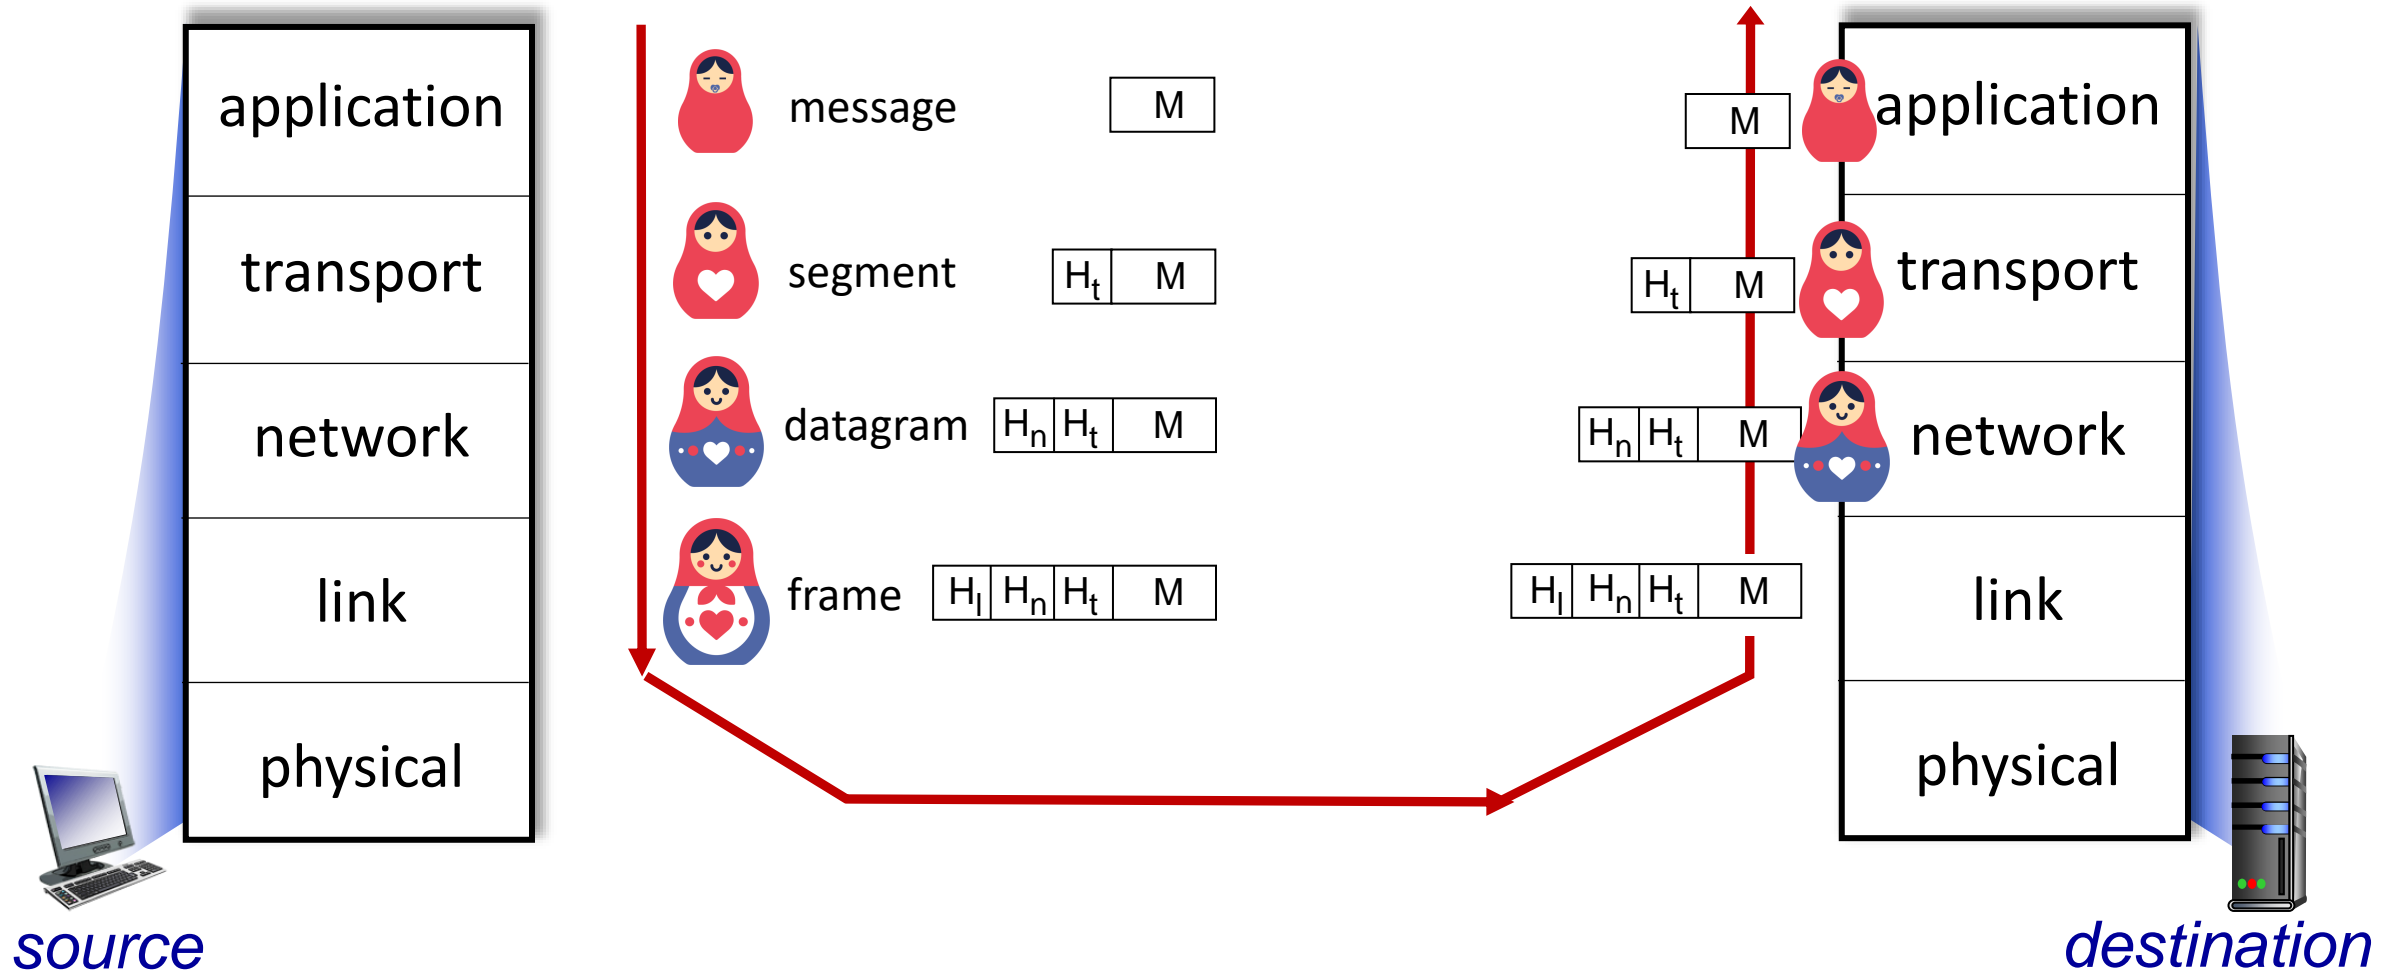 application
message
M
M
application
transport
segment
Ht M
Ht M
transport
network
datagram
Hn Ht M
Hn Ht M
network
link
frame
Hl Hn Ht M
Hl Hn Ht M
link
physical
physical
source
destination